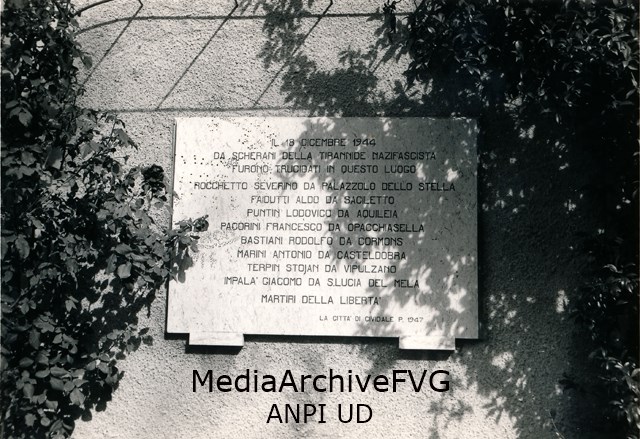 IL 18 DICEMBRE 1944
DA SCHERANI DELLA TIRANNIDE NAZIFASCISTA
FURONO TRUCIDATI IN QUESTO LUOGO
ROCCHETTO SEVERINO DA PALAZZOLO DELLO STELLA
FAIDUTTI ALDO DA SACILETTO
PUNTIN LODOVICO DA AQUILEIA
PACORINI FRANCESCO DA OPACCHIASELLA
BASTIANI RODOLFO DA CORMONS
MARINI ANTONIO DA CASTELDOBRA
TERPIN STOJAN DA VIPULZANO
IMPALA' GIACOMO DA S.LUCIA DEL MELA
MARTIRI DELLA LIBERTA'
LA CITTA' DI CIVIDALE P. 1947
MediaArchiveFVG
ANPI UD